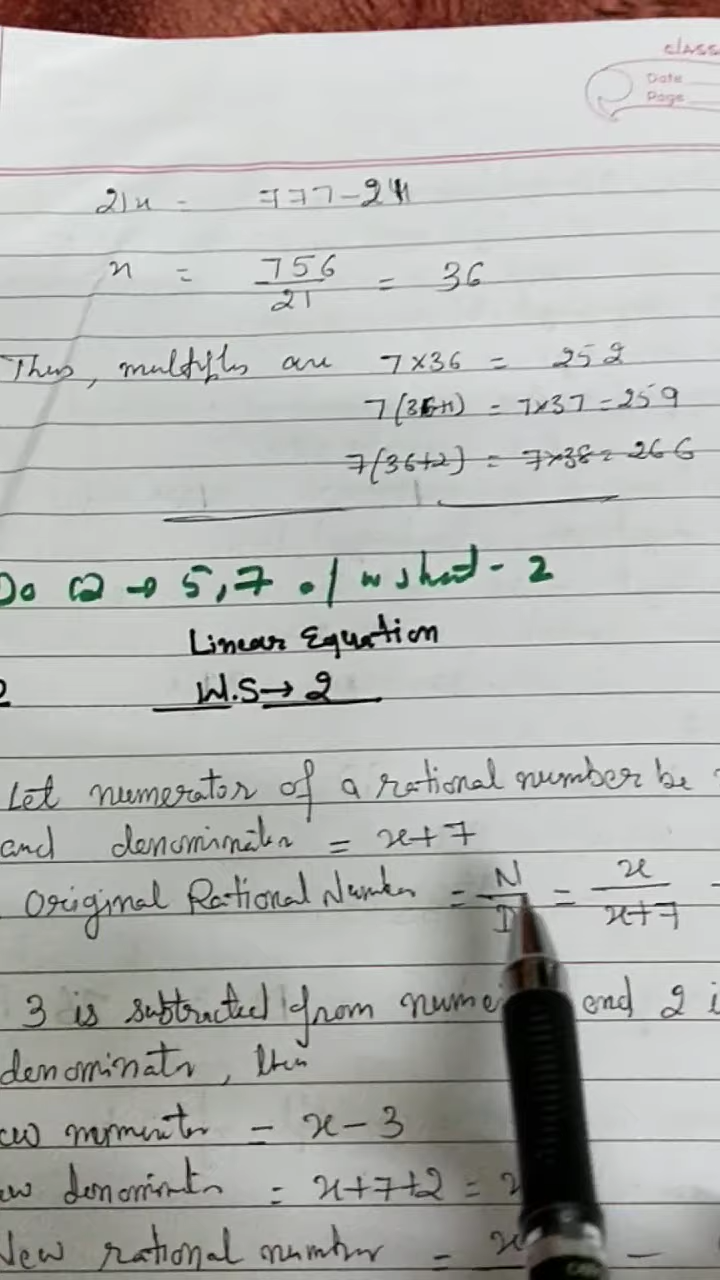 class
Date
Page
21x = 777-21
x = 756/21 = 36
Thus, multiples are 7×36 = 252
7(36+1) = 7×37 = 259
7(36+2) = 7×38 = 266
Do Q → 5,7 of w sheet - 2
Linear Equation
W.S → 2
Let numerator of a rational number be
and denominator = x+7
Original Rational Number = N/D = x/x+7
3 is subtracted from nume and 2 i
denominator, then
ew numerator = x-3
ew denominator = x+7+2 =
New rational number =